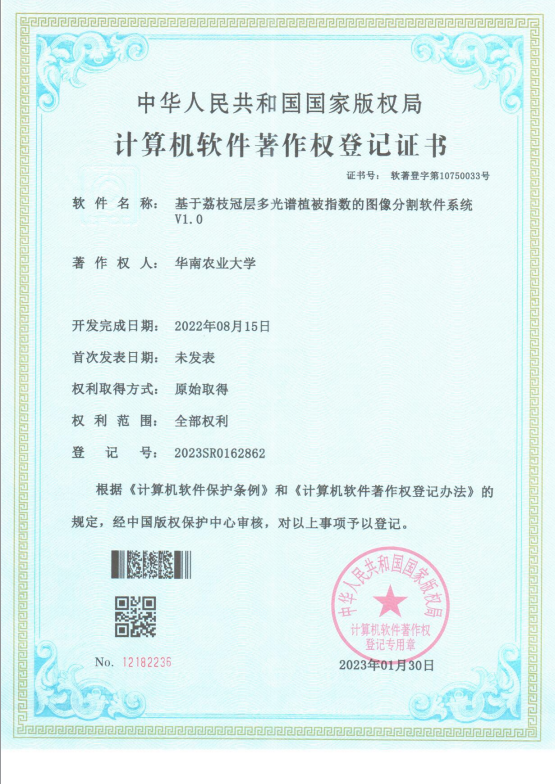 中华人民共和国国家版权局
计算机软件著作权登记证书
证书号： 软著登字第10750033号
软件名称： 基于荔枝冠层多光谱植被指数的图像分割软件系统
V1.0
著作权人： 华南农业大学
开发完成日期： 2022年08月15日
首次发表日期： 未发表
权利取得方式： 原始取得
权利范围： 全部权利
登记号： 2023SR0162862
根据《计算机软件保护条例》和《计算机软件著作权登记办法》的
规定，经中国版权保护中心审核，对以上事项予以登记。
中华人民共和国国家版权局
计算机软件著作权
登记专用章
No. 12182236
2023年01月30日